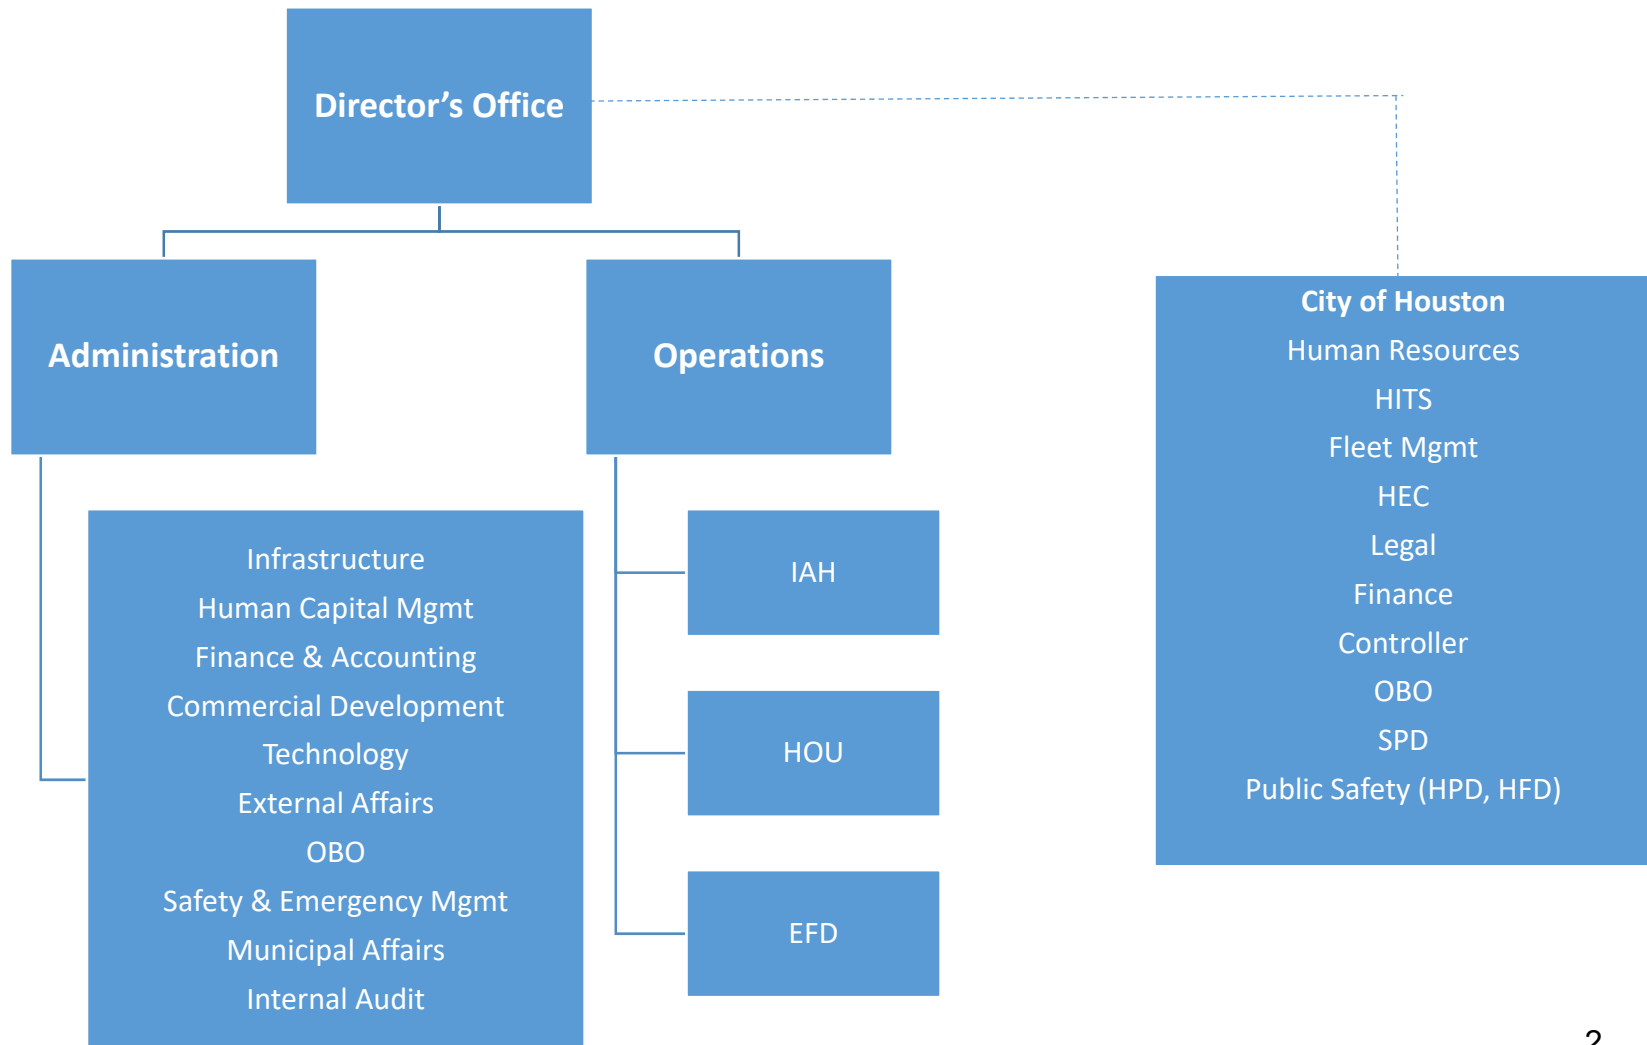 Director’s Office
Administration
Operations
City of Houston
Human Resources
HITS
Fleet Mgmt
HEC
Legal
Finance
Controller
OBO
SPD
Public Safety (HPD, HFD)
Infrastructure
Human Capital Mgmt
Finance & Accounting
Commercial Development
Technology
External Affairs
OBO
Safety & Emergency Mgmt
Municipal Affairs
Internal Audit
IAH
HOU
EFD
2